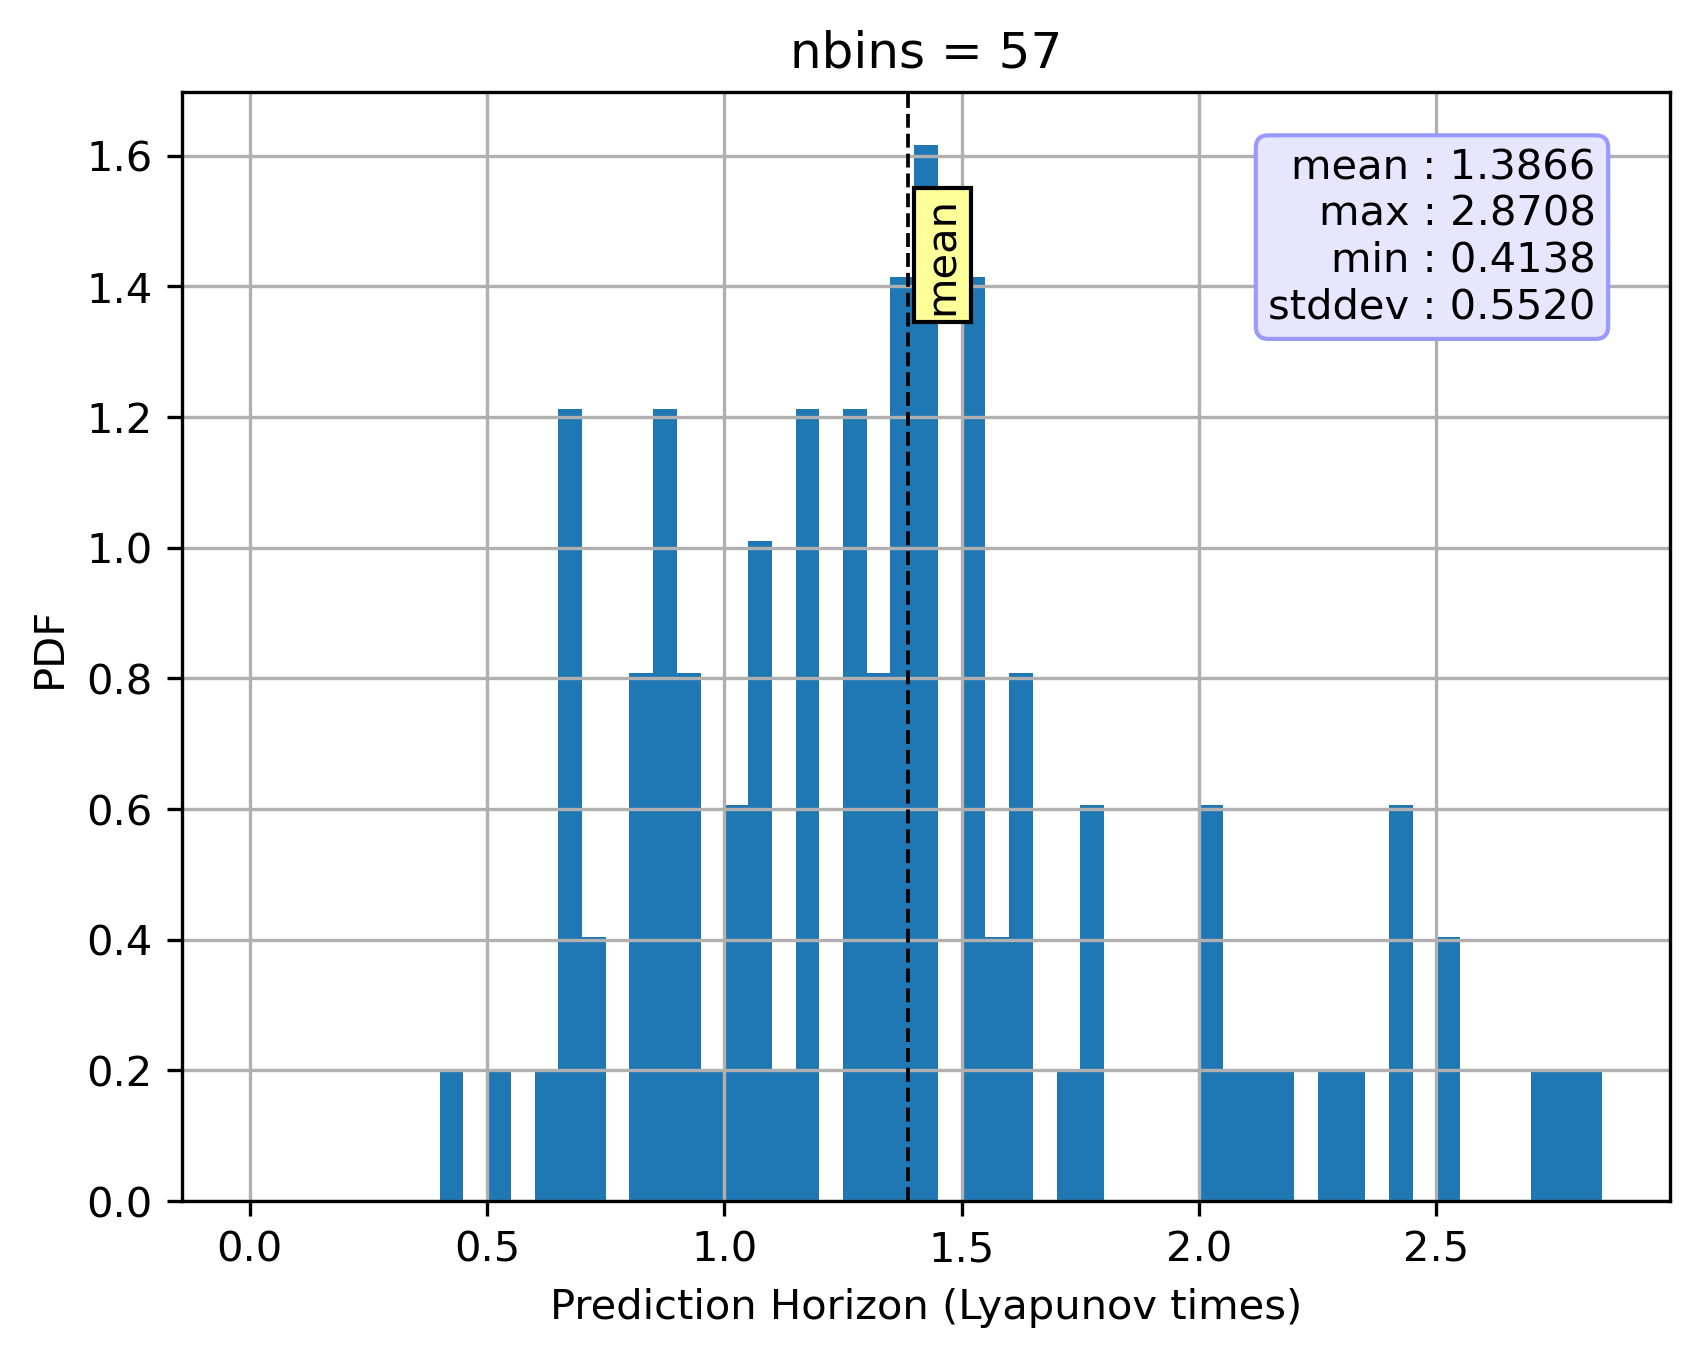 nbins = 57
mean : 1.3866
max : 2.8708
min : 0.4138
stddev : 0.5520
mean
1.6
1.4
1.2
1.0
0.8
0.6
0.4
0.2
0.0
PDF
0.0 0.5 1.0 1.5 2.0 2.5
Prediction Horizon (Lyapunov times)